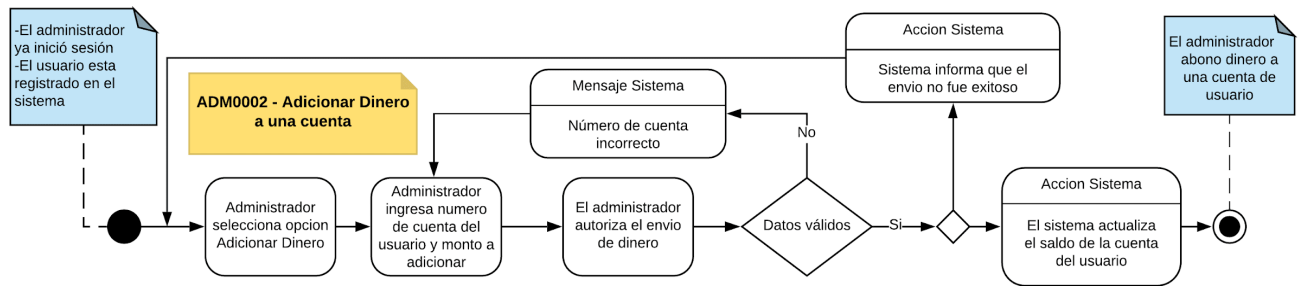 -El administrador
ya inició sesión
-El usuario esta
registrado en el
sistema
ADM0002 - Adicionar Dinero
a una cuenta
Administrador
selecciona opcion
Adicionar Dinero
Mensaje Sistema
Número de cuenta
incorrecto
Administrador
ingresa numero
de cuenta del
usuario y monto a
adicionar
El administrador
autoriza el envio
de dinero
No
Datos válidos
Si
Accion Sistema
Sistema informa que el
envio no fue exitoso
Accion Sistema
El sistema actualiza
el saldo de la cuenta
del usuario
El administrador
abono dinero a
una cuenta de
usuario